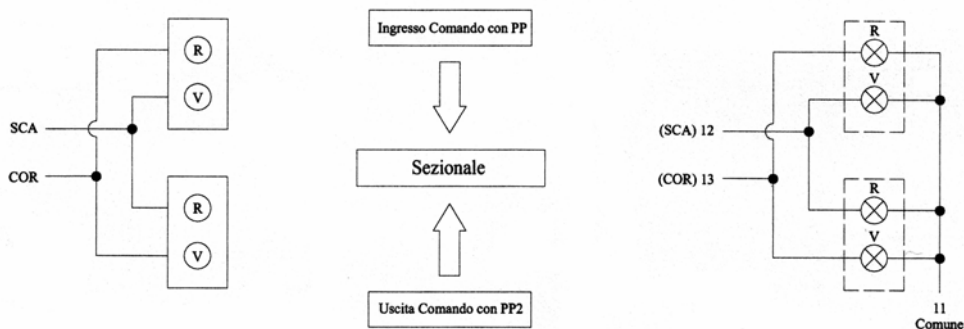 R
V
SCA
COR
R
V
Ingresso Comando con PP
Sezionale
Uscita Comando con PP2
R
V
(SCA) 12
(COR) 13
R
V
11
Comune